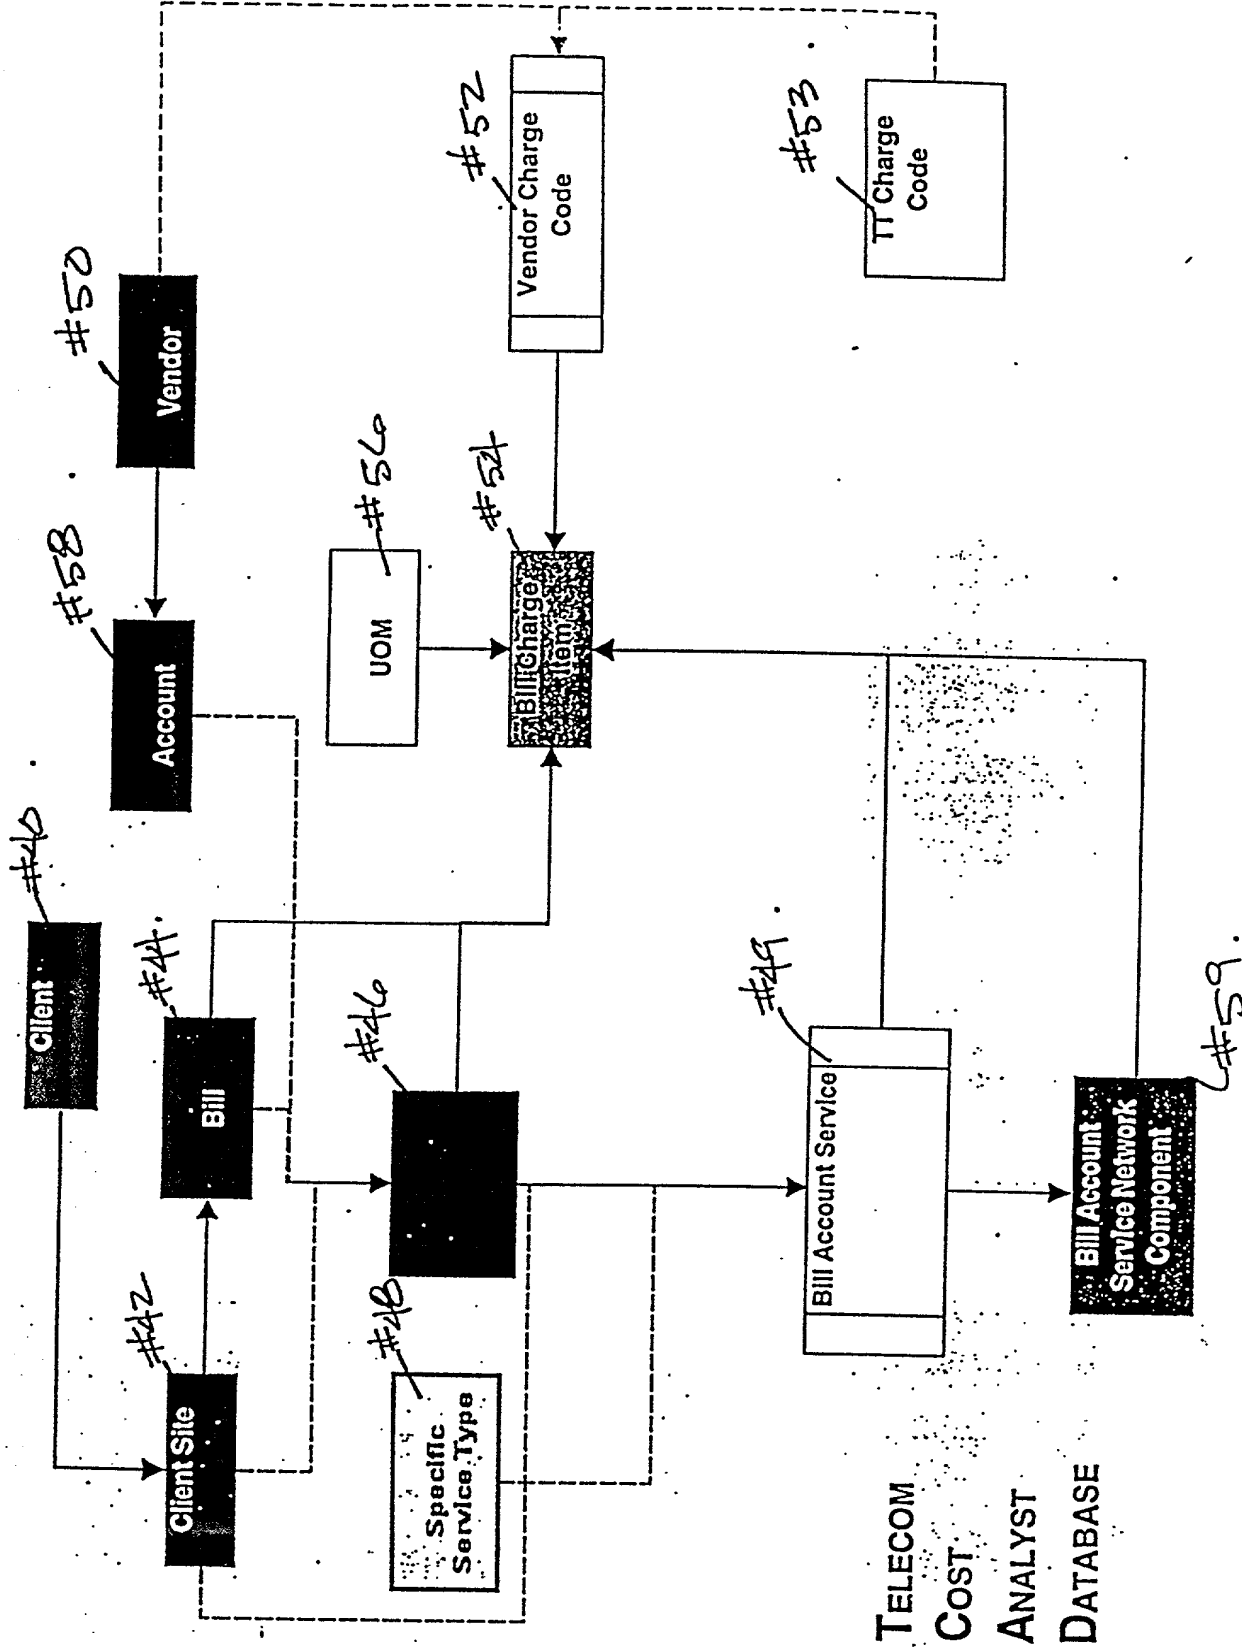 #40
Client
#42
Client Site
#44
Bill
#58
Account
#50
Vendor
#48
Specific
Service Type
#46
#56
UOM
#54
Bill Charge
Item
#52
Vendor Charge
Code
#49
Bill Account Service
#53
TT Charge
Code
#59
Bill Account
Service Network
Component
TELECOM
COST
ANALYST
DATABASE